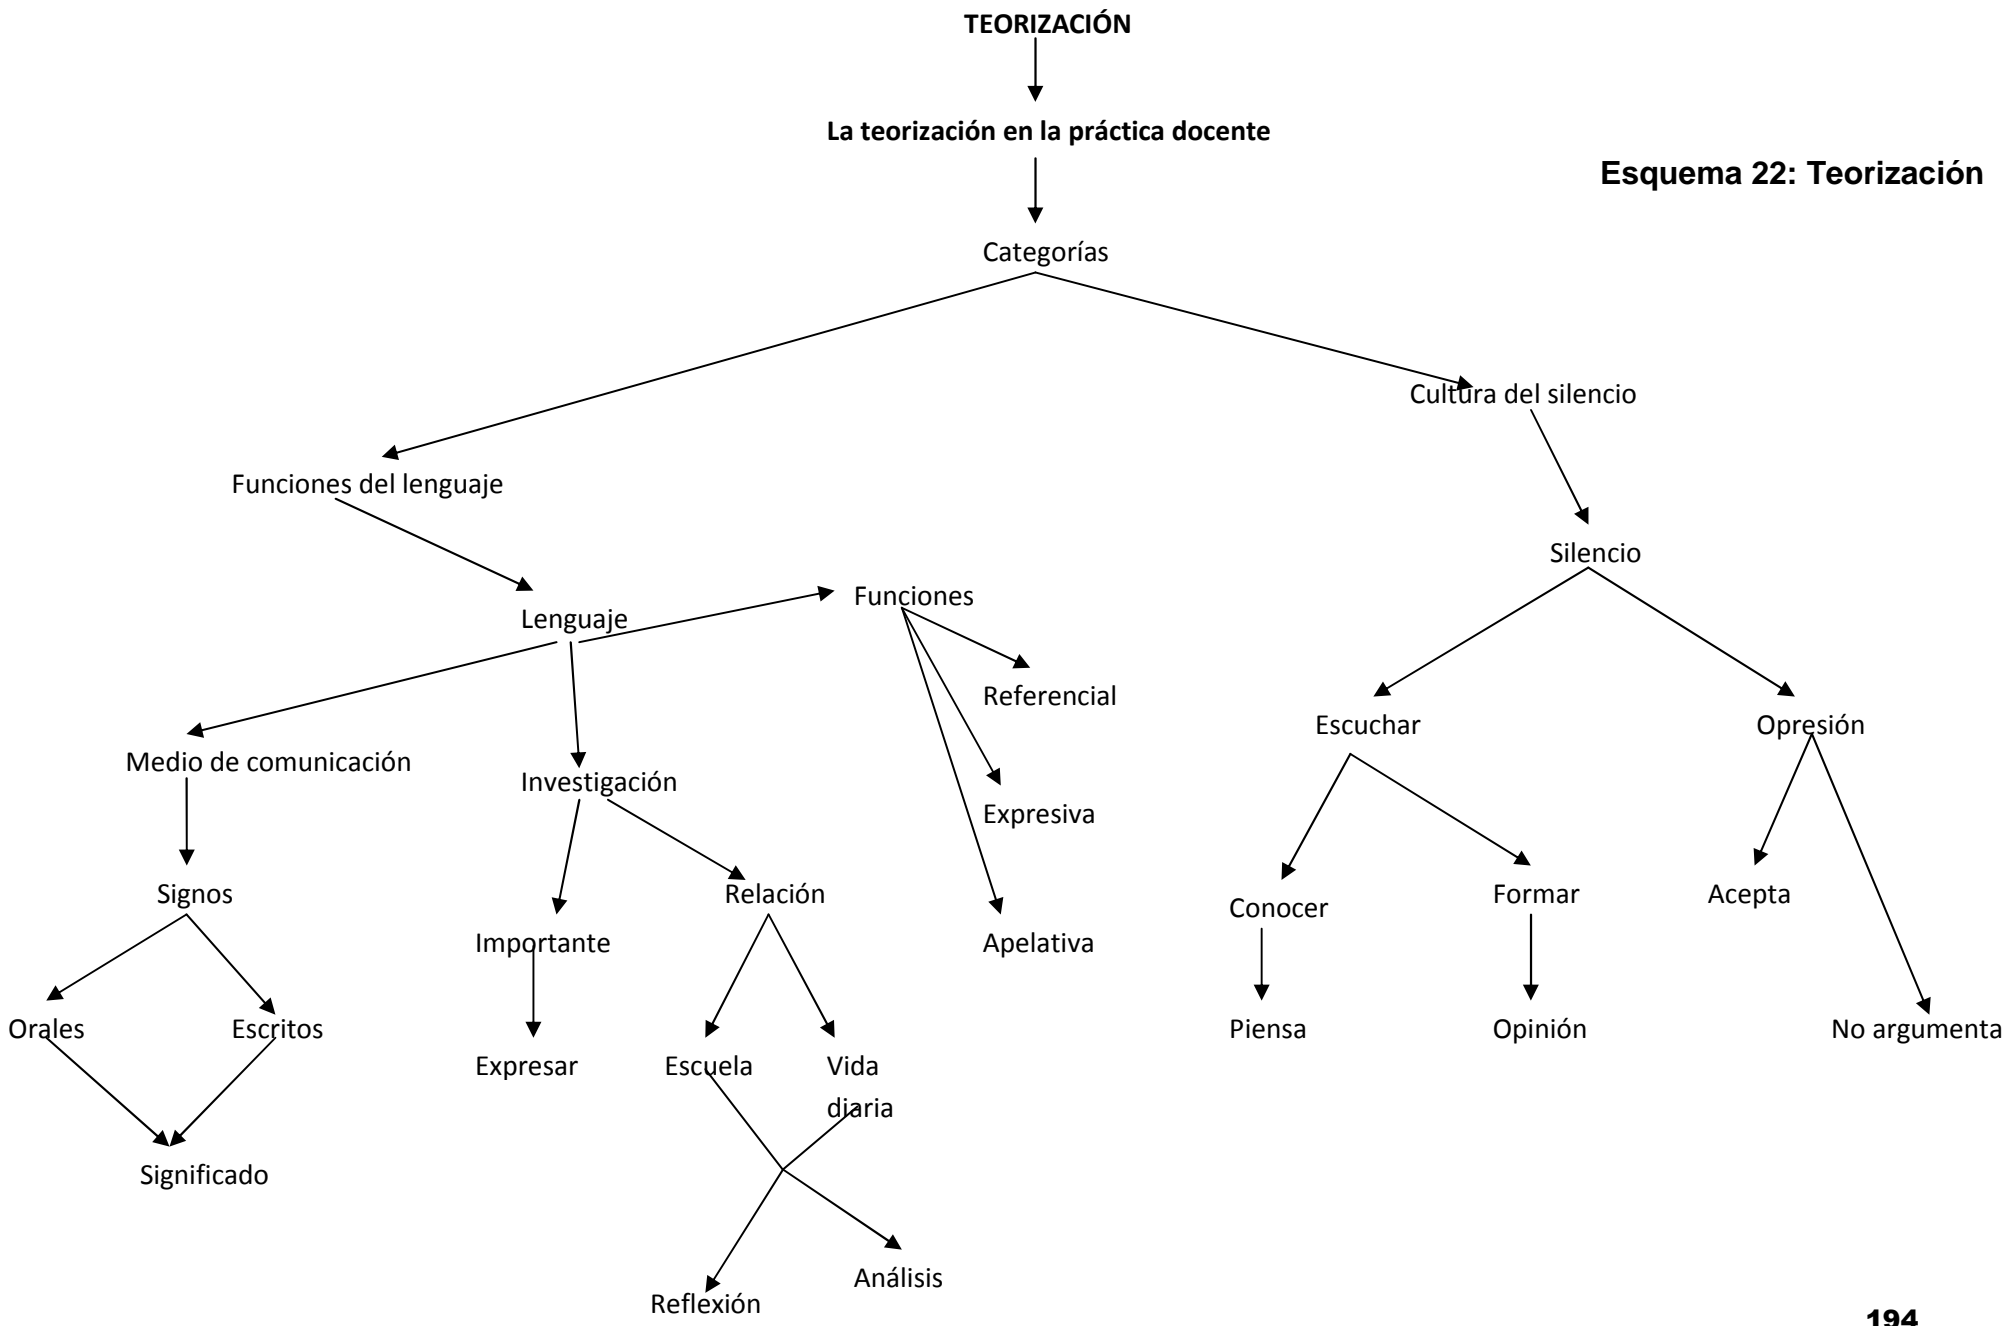 TEORIZACIÓN
La teorización en la práctica docente
Esquema 22: Teorización
Categorías
Cultura del silencio
Funciones del lenguaje
Silencio
Funciones
Lenguaje
Referencial
Escuchar
Opresión
Medio de comunicación
Investigación
Expresiva
Signos
Relación
Conocer
Formar
Acepta
Importante
Apelativa
Orales
Escritos
Piensa
Opinión
No argumenta
Expresar
Escuela
Vida
diaria
Significado
Análisis
Reflexión
194